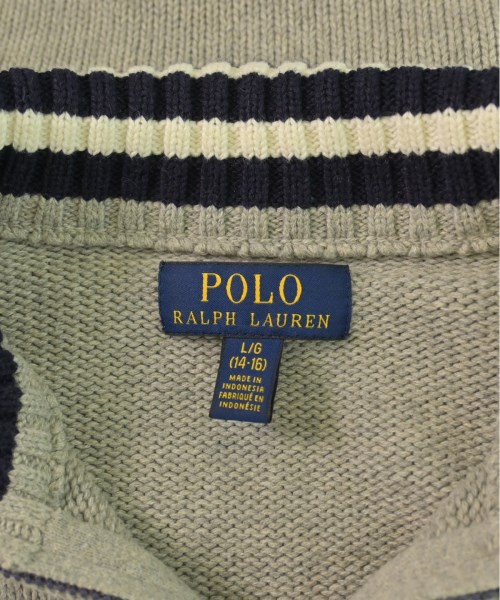 POLO
RALPH LAUREN
L/G
(14-16)
MADE IN
INDONESIA
FABRIQUÉ EN
INDONÉSIE